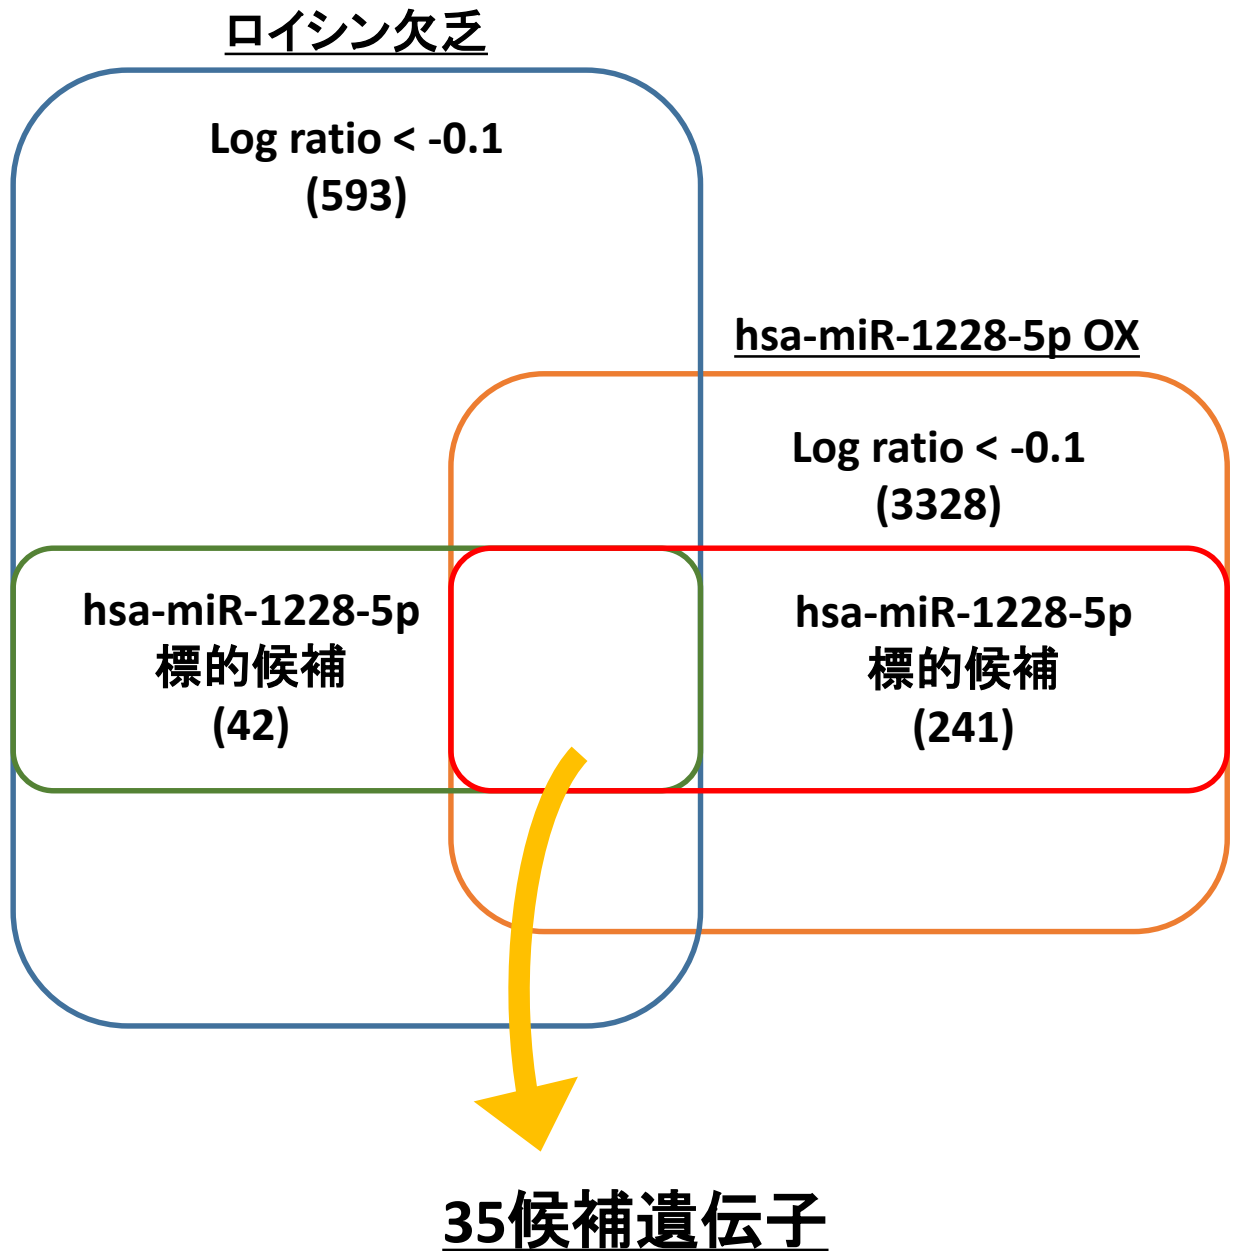 ロイシン欠乏
Log ratio < -0.1
(593)
hsa-miR-1228-5p OX
Log ratio < -0.1
(3328)
hsa-miR-1228-5p
標的候補
(42)
hsa-miR-1228-5p
標的候補
(241)
35候補遺伝子